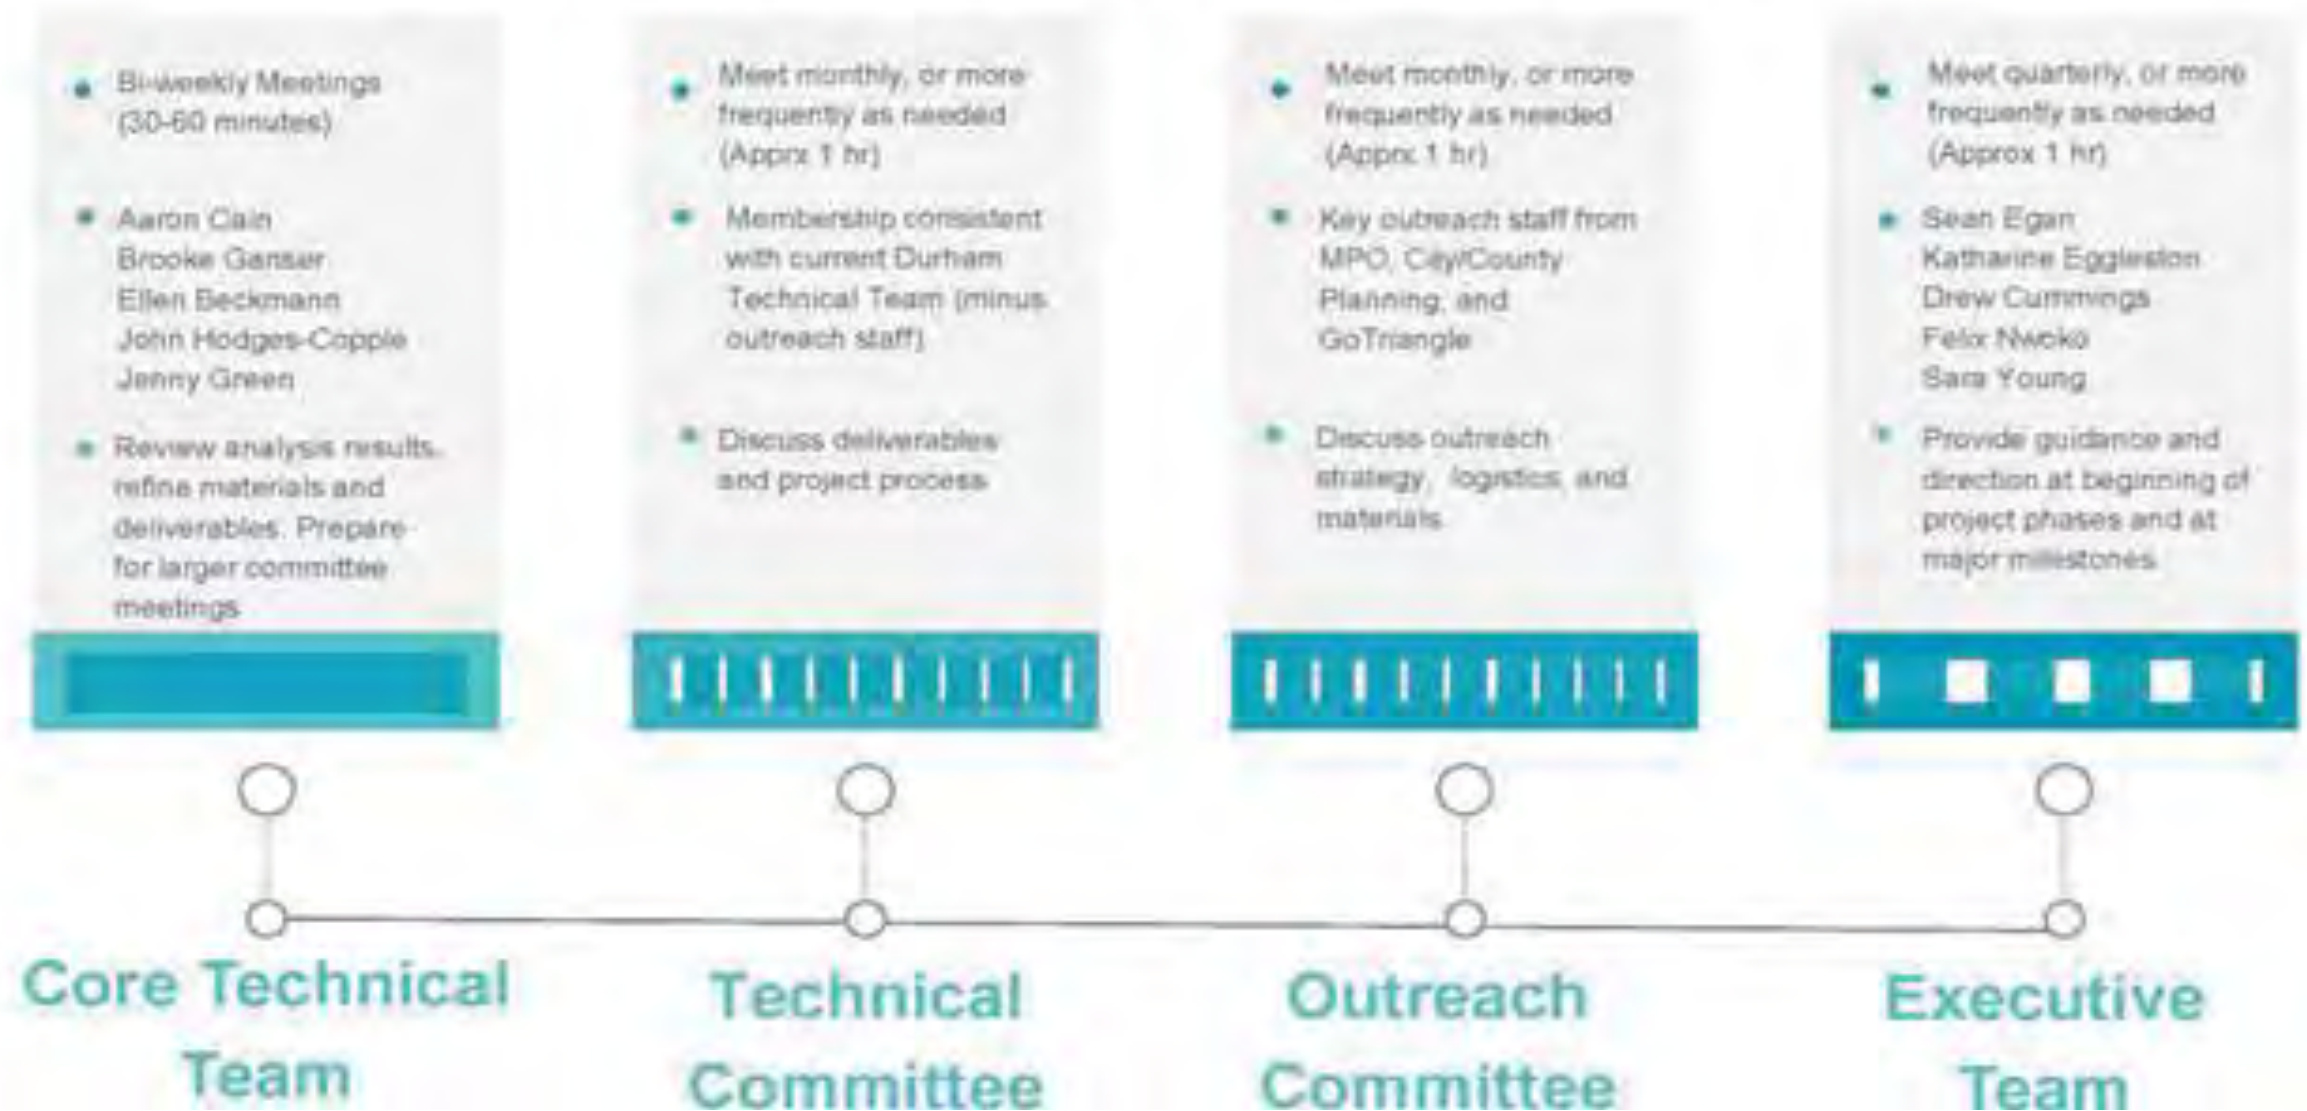 Bi-weekly Meetings
(30-60 minutes)
Aaron Cain
Brooke Ganser
Ellen Beckmann
John Hodges-Copple
Jenny Green
Review analysis results,
refine materials and
deliverables. Prepare
for larger committee
meetings
Core Technical
Team
Meet monthly, or more
frequently as needed
(Apprx 1 hr)
Membership consistent
with current Durham
Technical Team (minus
outreach staff)
Discuss deliverables
and project process
Technical
Committee
Meet monthly, or more
frequently as needed
(Apprx 1 hr)
Key outreach staff from
MPO, City/County
Planning, and
GoTriangle
Discuss outreach
strategy, logistics, and
materials
Outreach
Committee
Meet quarterly, or more
frequently as needed
(Approx 1 hr)
Sean Egan
Katharine Eggleston
Drew Cummings
Felix Nwoko
Sara Young
Provide guidance and
direction at beginning of
project phases and at
major milestones
Executive
Team